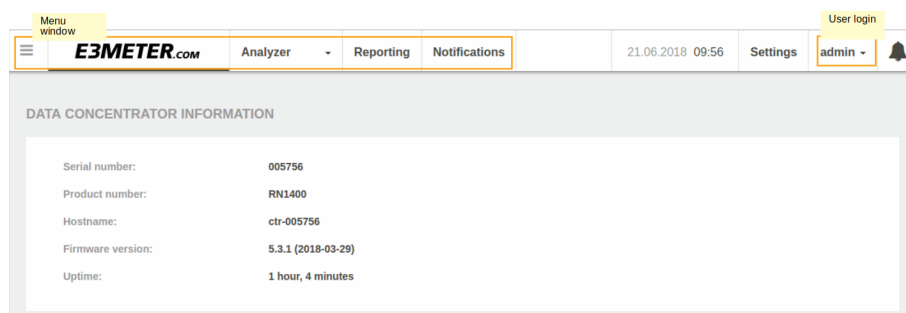 Menu
window
User login
E3METER.COM Analyzer Reporting Notifications 21.06.2018 09:56 Settings admin
DATA CONCENTRATOR INFORMATION
Serial number: 005756
Product number: RN1400
Hostname: ctr-005756
Firmware version: 5.3.1 (2018-03-29)
Uptime: 1 hour, 4 minutes